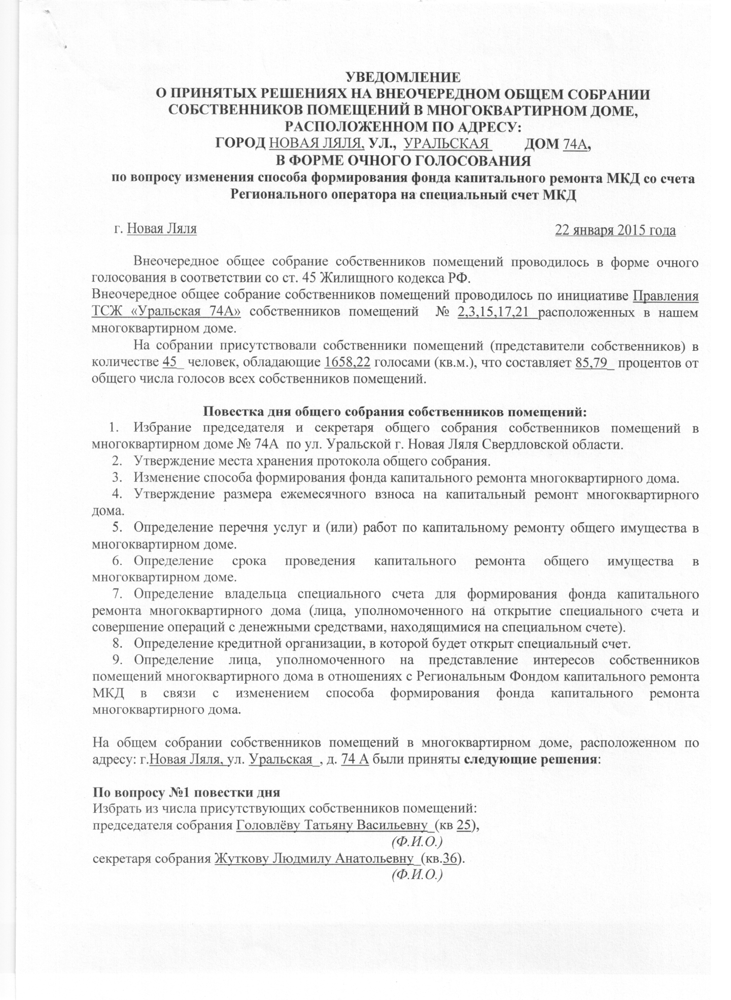 УВЕДОМЛЕНИЕ
О ПРИНЯТЫХ РЕШЕНИЯХ НА ВНЕОЧЕРЕДНОМ ОБЩЕМ СОБРАНИИ
СОБСТВЕННИКОВ ПОМЕЩЕНИЙ В МНОГОКВАРТИРНОМ ДОМЕ,
РАСПОЛОЖЕННОМ ПО АДРЕСУ:
ГОРОД НОВАЯ ЛЯЛЯ, УЛ., УРАЛЬСКАЯ ДОМ 74А,
В ФОРМЕ ОЧНОГО ГОЛОСОВАНИЯ
по вопросу изменения способа формирования фонда капитального ремонта МКД со счета
Регионального оператора на специальный счет МКД
г. Новая Ляля 22 января 2015 года
Внеочередное общее собрание собственников помещений проводилось в форме очного
голосования в соответствии со ст. 45 Жилищного кодекса РФ.
Внеочередное общее собрание собственников помещений проводилось по инициативе Правления
ТСЖ «Уральская 74А» собственников помещений № 2,3,15,17,21 расположенных в нашем
многоквартирном доме.
На собрании присутствовали собственники помещений (представители собственников) в
количестве 45_ человек, обладающие 1658,22 голосами (кв.м.), что составляет 85,79_ процентов от
общего числа голосов всех собственников помещений.
Повестка дня общего собрания собственников помещений:
1. Избрание председателя и секретаря общего собрания собственников помещений в
многоквартирном доме № 74А по ул. Уральской г. Новая Ляля Свердловской области.
2. Утверждение места хранения протокола общего собрания.
3. Изменение способа формирования фонда капитального ремонта многоквартирного дома.
4. Утверждение размера ежемесячного взноса на капитальный ремонт многоквартирного
дома.
5. Определение перечня услуг и (или) работ по капитальному ремонту общего имущества в
многоквартирном доме.
6. Определение срока проведения капитального ремонта общего имущества в
многоквартирном доме.
7. Определение владельца специального счета для формирования фонда капитального
ремонта многоквартирного дома (лица, уполномоченного на открытие специального счета и
совершение операций с денежными средствами, находящимися на специальном счете).
8. Определение кредитной организации, в которой будет открыт специальный счет.
9. Определение лица, уполномоченного на представление интересов собственников
помещений многоквартирного дома в отношениях с Региональным Фондом капитального ремонта
МКД в связи с изменением способа формирования фонда капитального ремонта
многоквартирного дома.
На общем собрании собственников помещений в многоквартирном доме, расположенном по
адресу: г.Новая Ляля, ул. Уральская_, д. 74 А были приняты следующие решения:
По вопросу №1 повестки дня
Избрать из числа присутствующих собственников помещений:
председателя собрания Головлёву Татьяну Васильевну_(кв 25),
(Ф.И.О.)
секретаря собрания Жуткову Людмилу Анатольевну_(кв.36).
(Ф.И.О.)